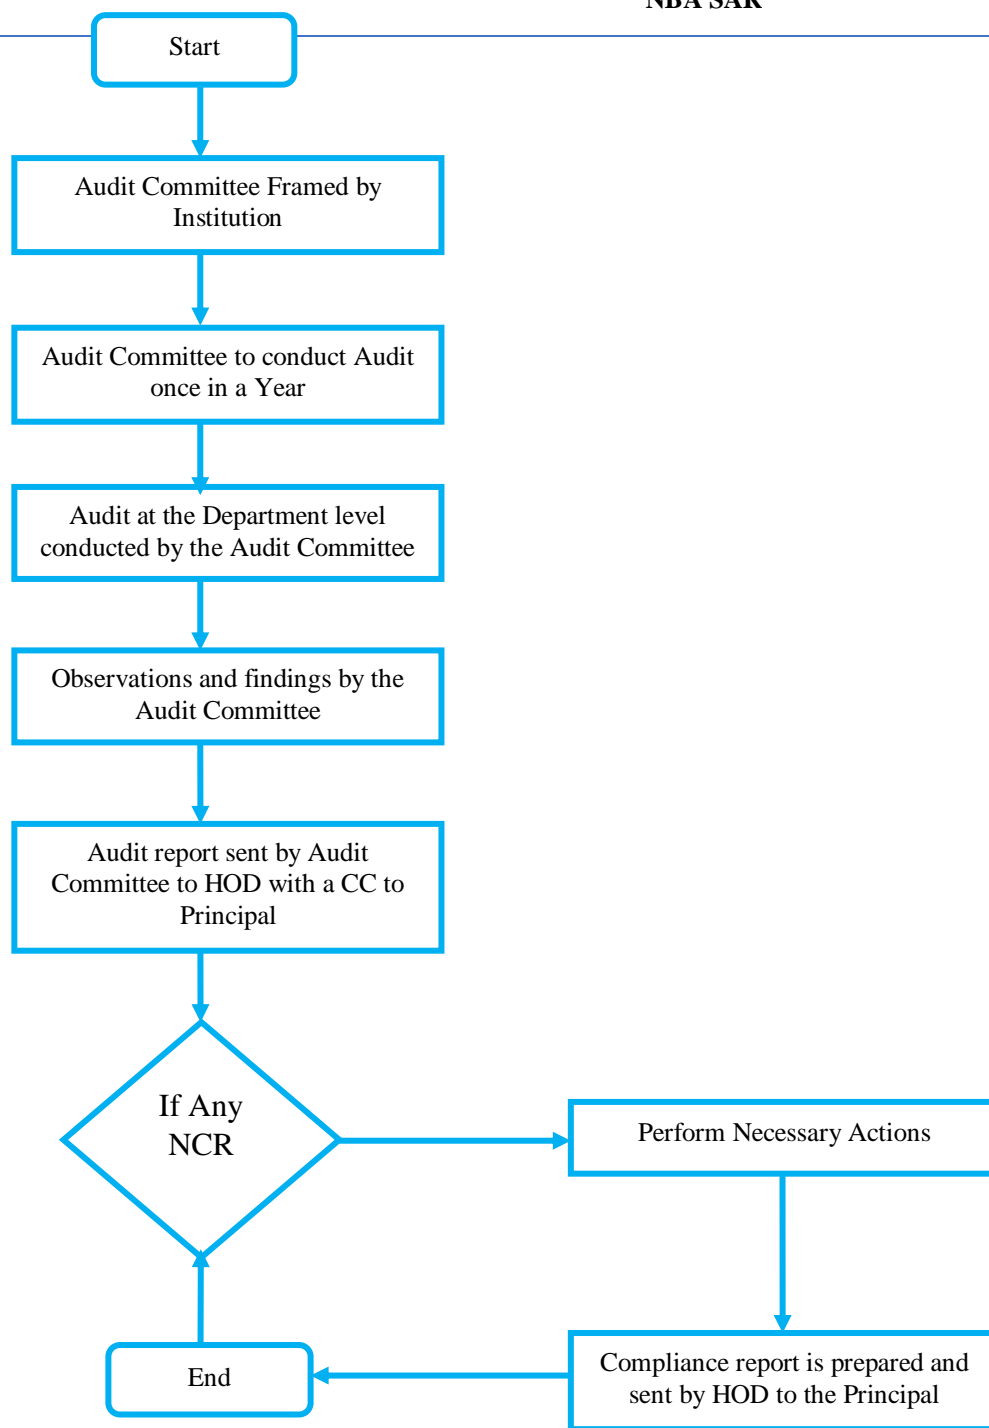 NBA SAR
Start
Audit Committee Framed by
Institution
Audit Committee to conduct Audit
once in a Year
Audit at the Department level
conducted by the Audit Committee
Observations and findings by the
Audit Committee
Audit report sent by Audit
Committee to HOD with a CC to
Principal
If Any
NCR
Perform Necessary Actions
Compliance report is prepared and
sent by HOD to the Principal
End